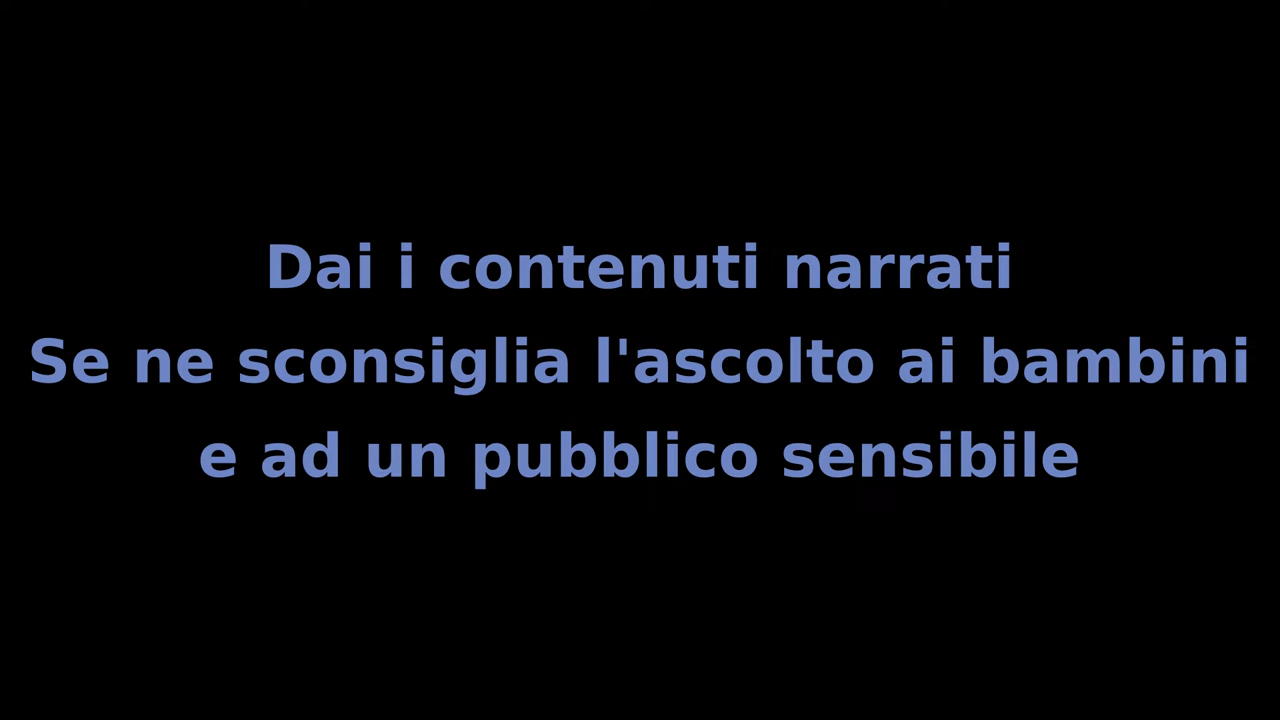 Dai i contenuti narrati
Se ne sconsiglia l'ascolto ai bambini
e ad un pubblico sensibile